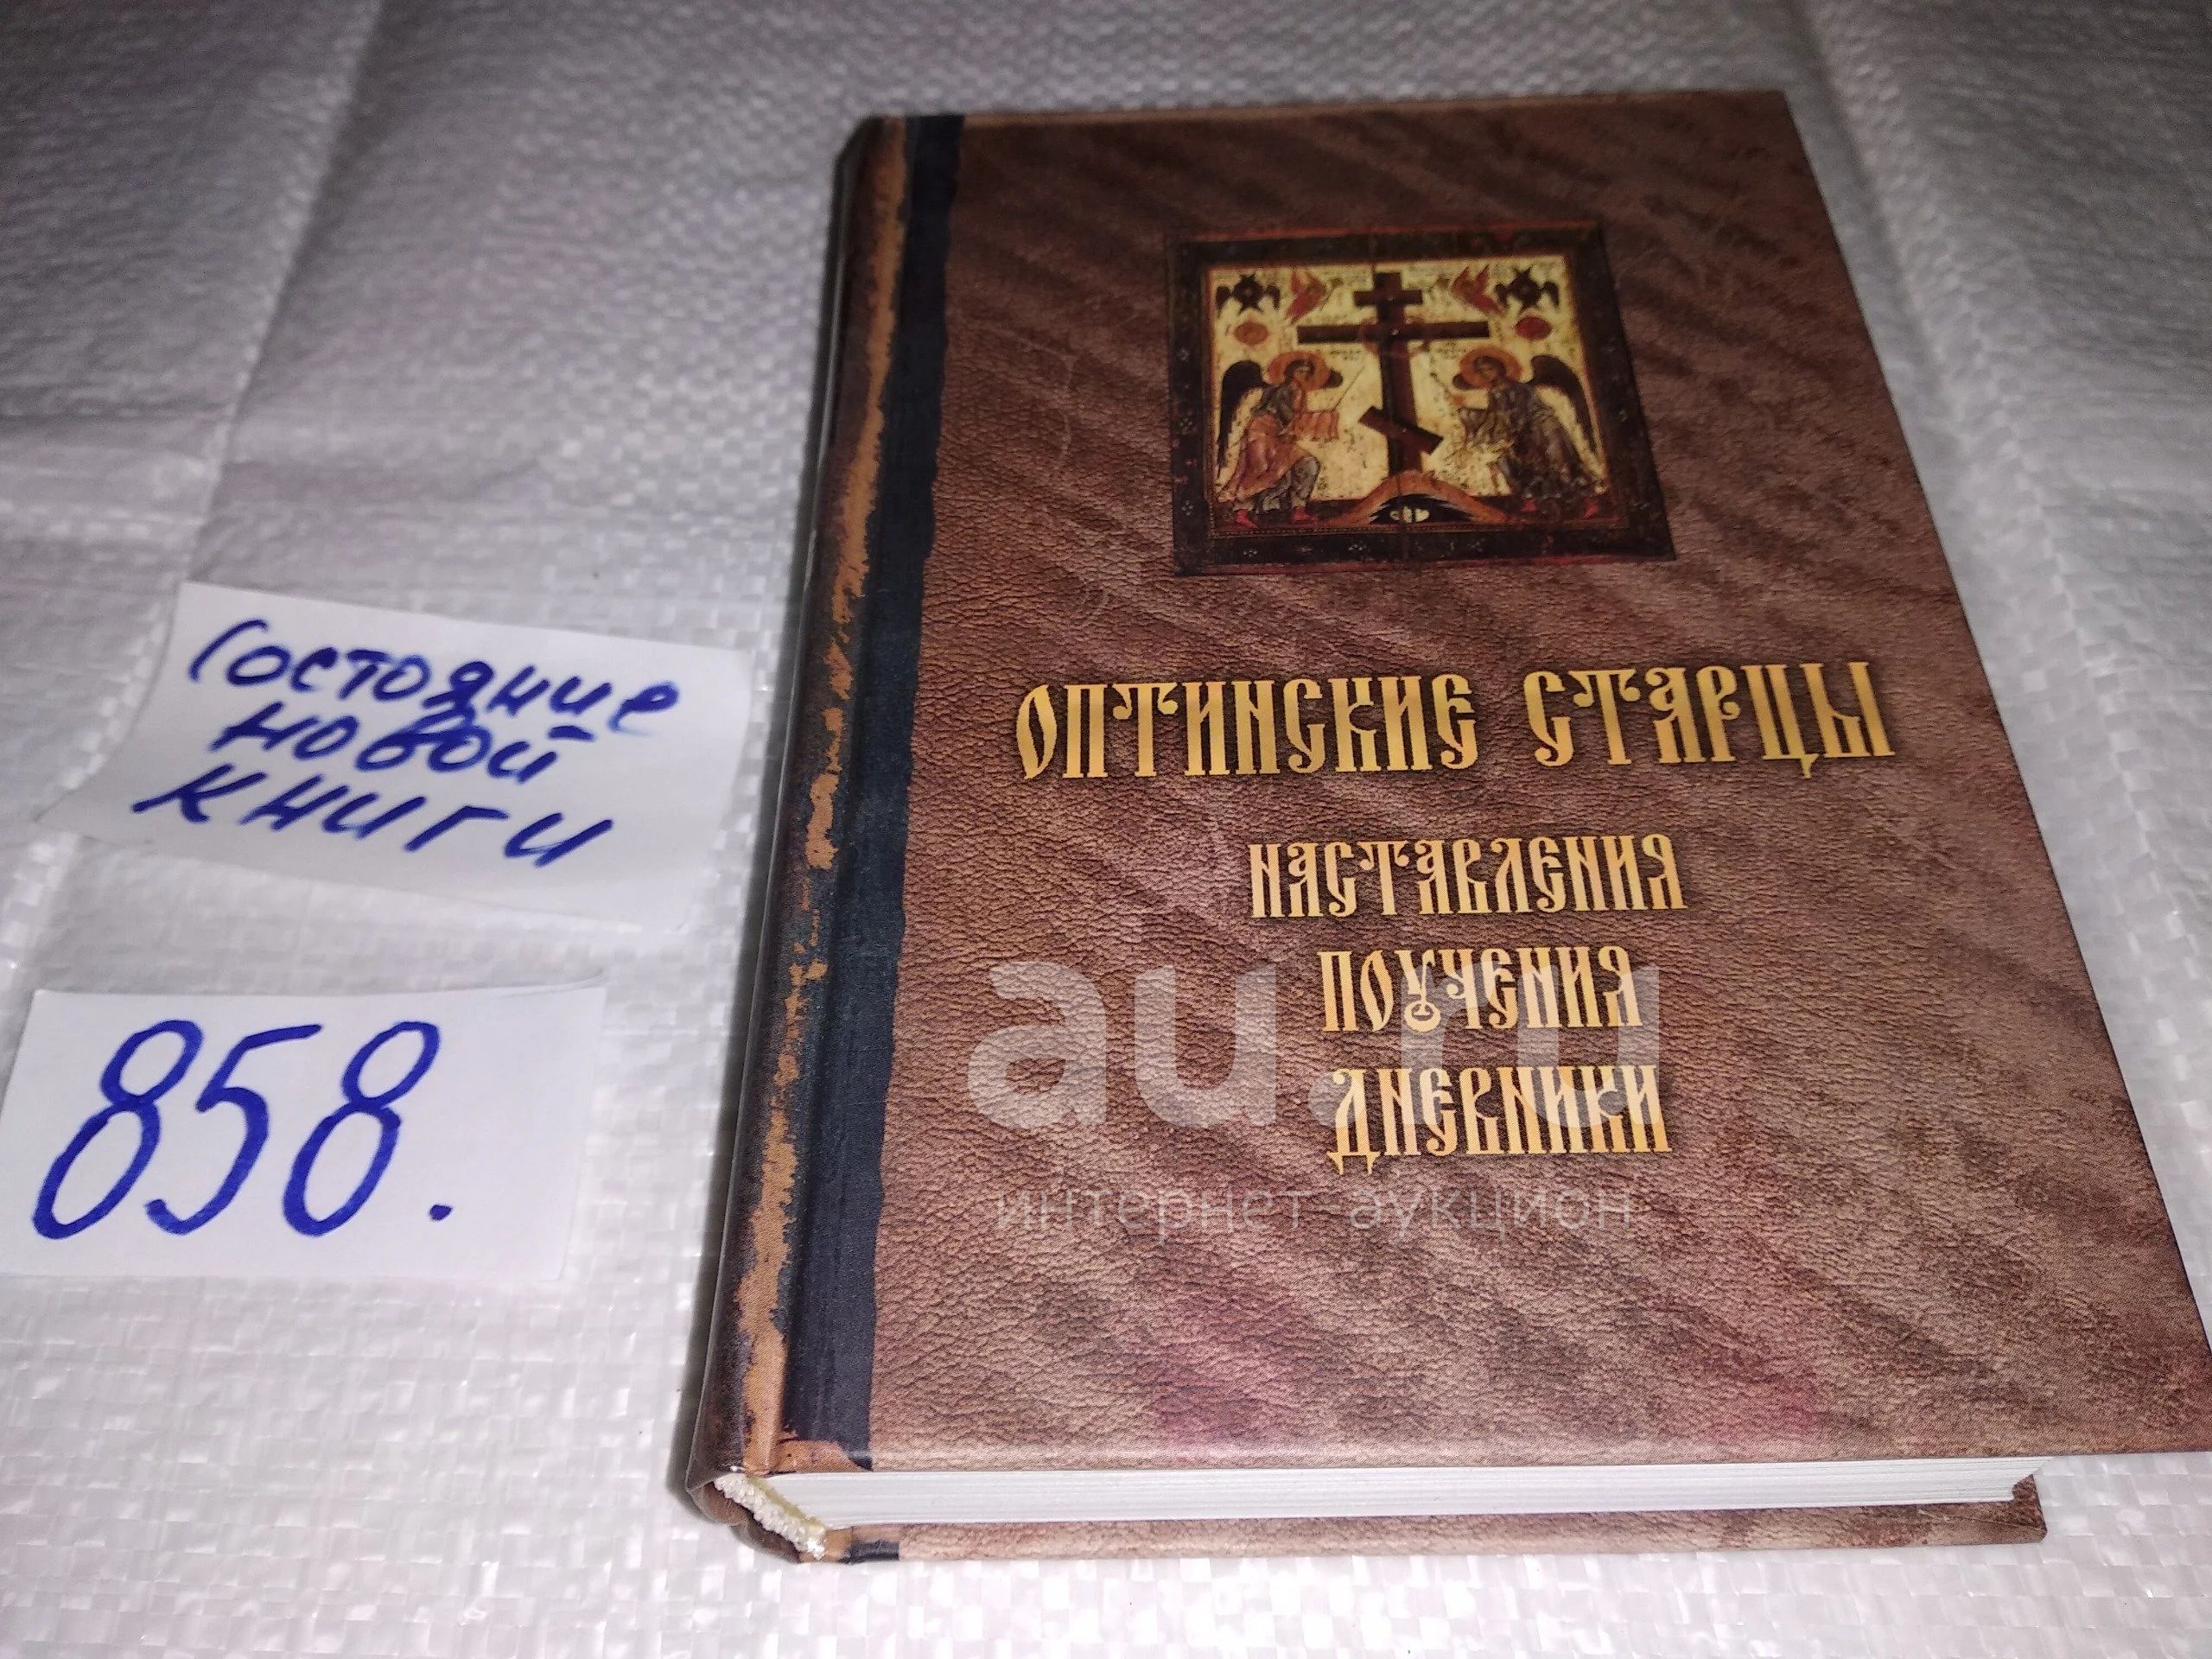 Состояние
новой
книги
858.
ОПТИНСКИЕ СТАРЦЫ
НАСТАВЛЕНИЯ
ПОУЧЕНИЯ
ДНЕВНИКИ
au.ru
интернет аукцион